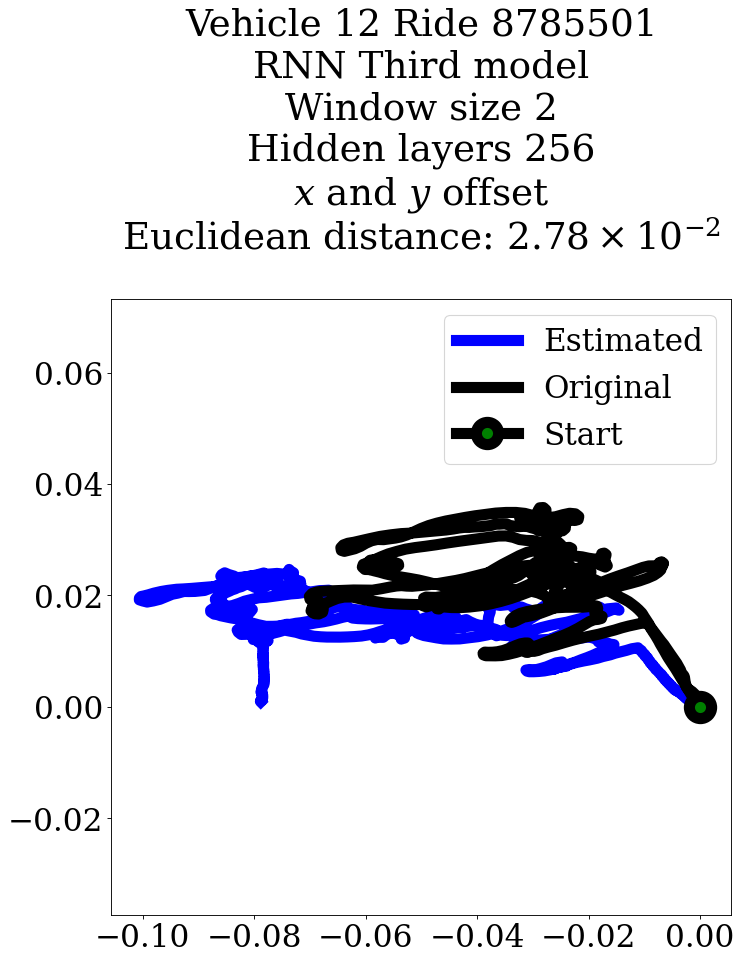 Vehicle 12 Ride 8785501
RNN Third model
Window size 2
Hidden layers 256
x and y offset
Euclidean distance: 2.78 × 10⁻²
Estimated
Original
Start
0.06
0.04
0.02
0.00
−0.02
−0.10 −0.08 −0.06 −0.04 −0.02 0.00